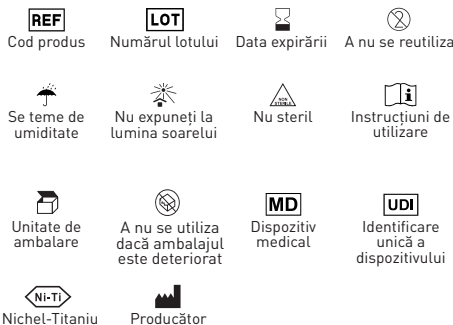 REF
LOT
Cod produs
Numărul lotului
Data expirării
A nu se reutiliza
NON STERILE
Se teme de
umiditate
Nu expuneți la
lumina soarelui
Nu steril
Instrucțiuni de
utilizare
MD
UDI
Unitate de
ambalare
A nu se utiliza
dacă ambalajul
este deteriorat
Dispozitiv
medical
Identificare
unică a
dispozitivului
Ni-Ti
Nichel-Titaniu
Producător